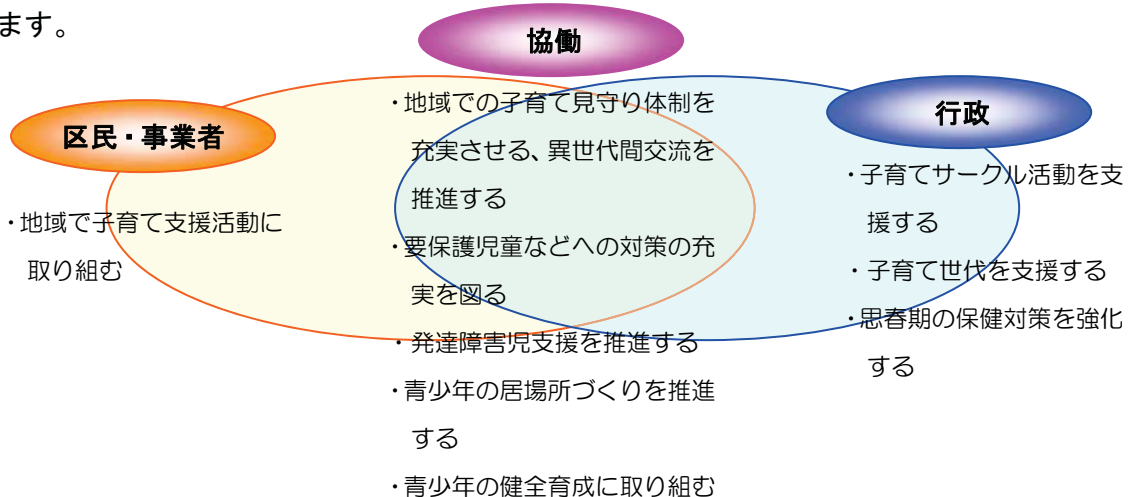 ます。
協働
区民・事業者
行政
・地域で子育て支援活動に
取り組む
・地域での子育て見守り体制を
充実させる、異世代間交流を
推進する
・要保護児童などへの対策の充
実を図る
・発達障害児支援を推進する
・青少年の居場所づくりを推進
する
・青少年の健全育成に取り組む
・子育てサークル活動を支
援する
・子育て世代を支援する
・思春期の保健対策を強化
する